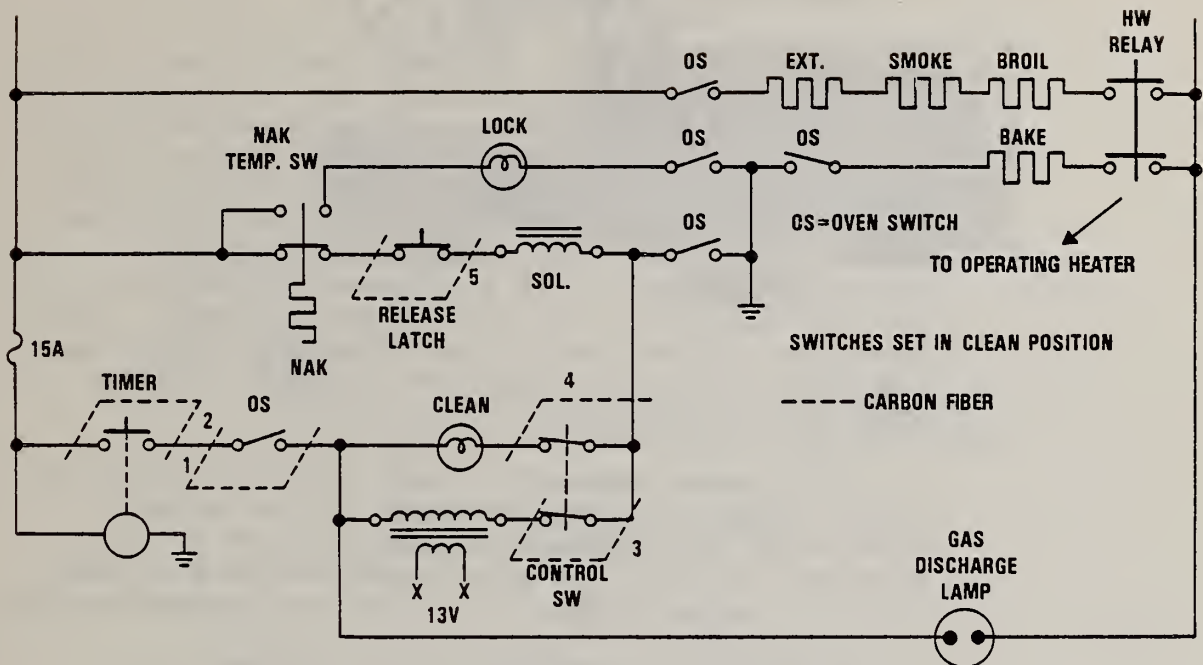 HW
RELAY
OS
EXT.
SMOKE
BROIL
NAK
TEMP. SW
LOCK
OS
OS
BAKE
OS
OS=OVEN SWITCH
TO OPERATING HEATER
5
SOL.
RELEASE
LATCH
15A
NAK
SWITCHES SET IN CLEAN POSITION
TIMER
OS
CLEAN
4
CARBON FIBER
2
1
3
CONTROL
SW
X X
13V
GAS
DISCHARGE
LAMP